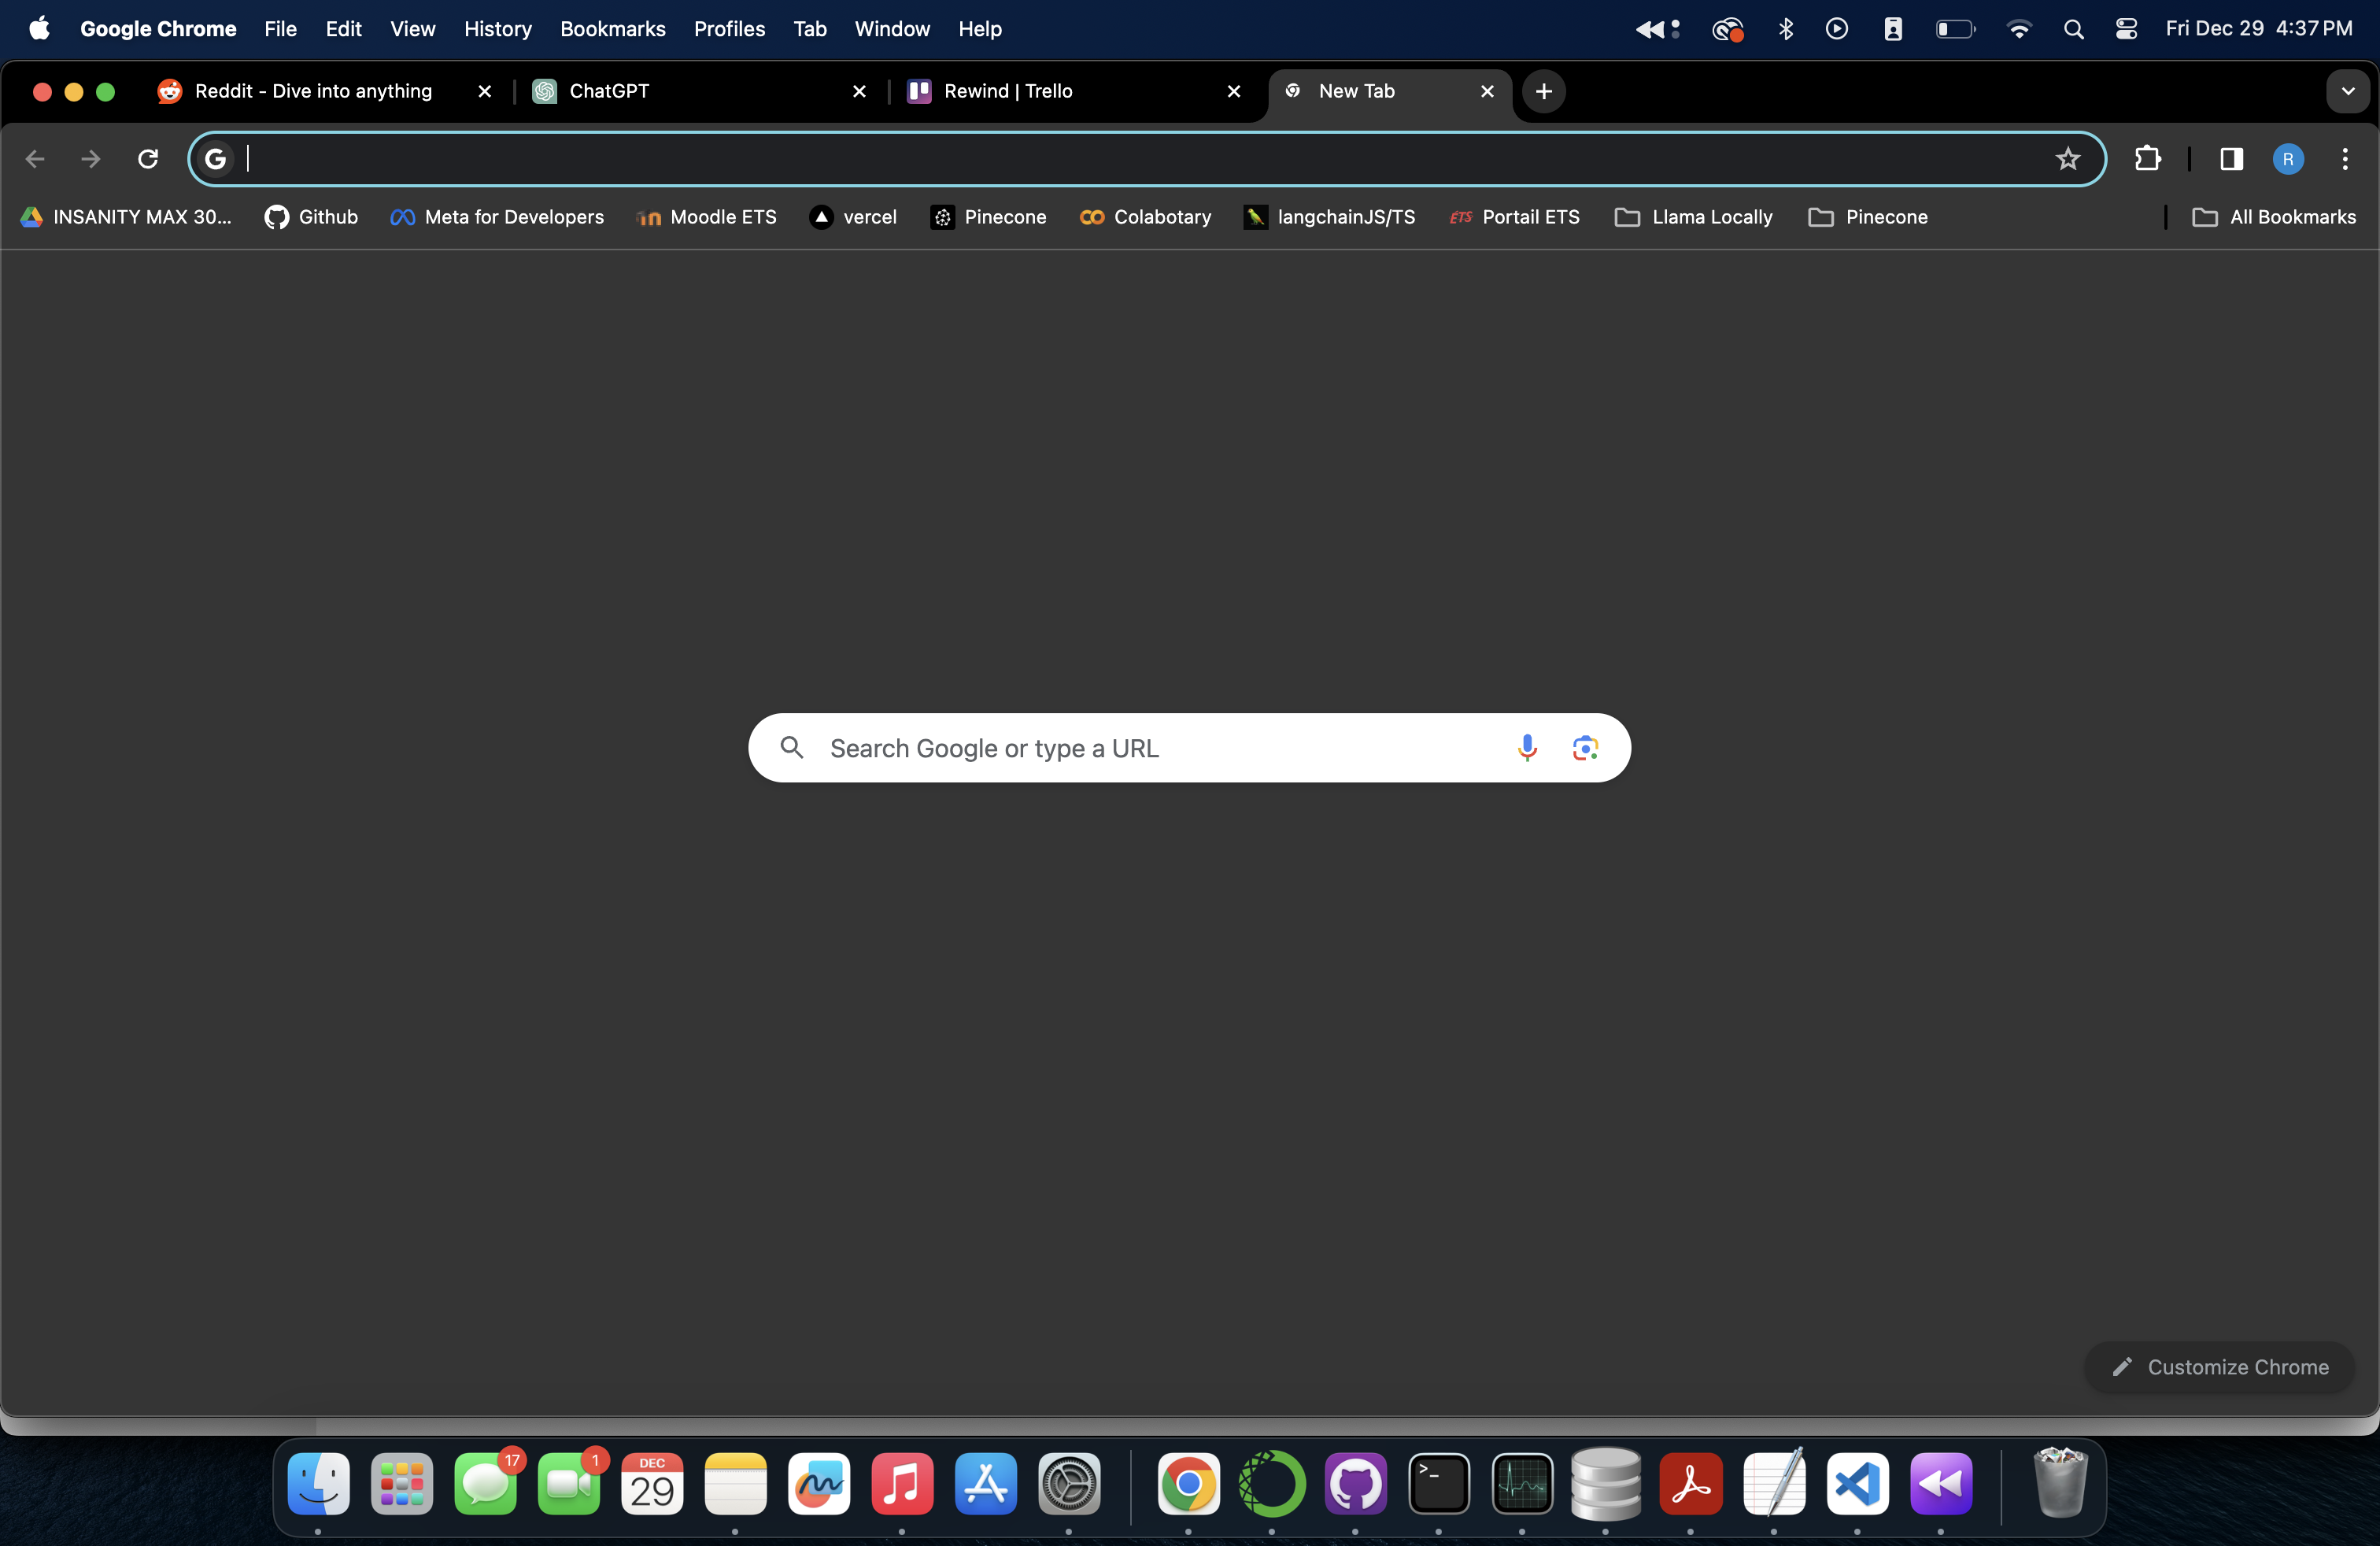 Google Chrome File Edit View History Bookmarks Profiles Tab Window Help Fri Dec 29 4:37 PM
Reddit - Dive into anything ChatGPT Rewind | Trello New Tab
G R
INSANITY MAX 30... Github Meta for Developers Moodle ETS vercel Pinecone Colabotary langchainJS/TS ETS Portail ETS Llama Locally Pinecone All Bookmarks
Search Google or type a URL
Customize Chrome
17 1 DEC
29 >_